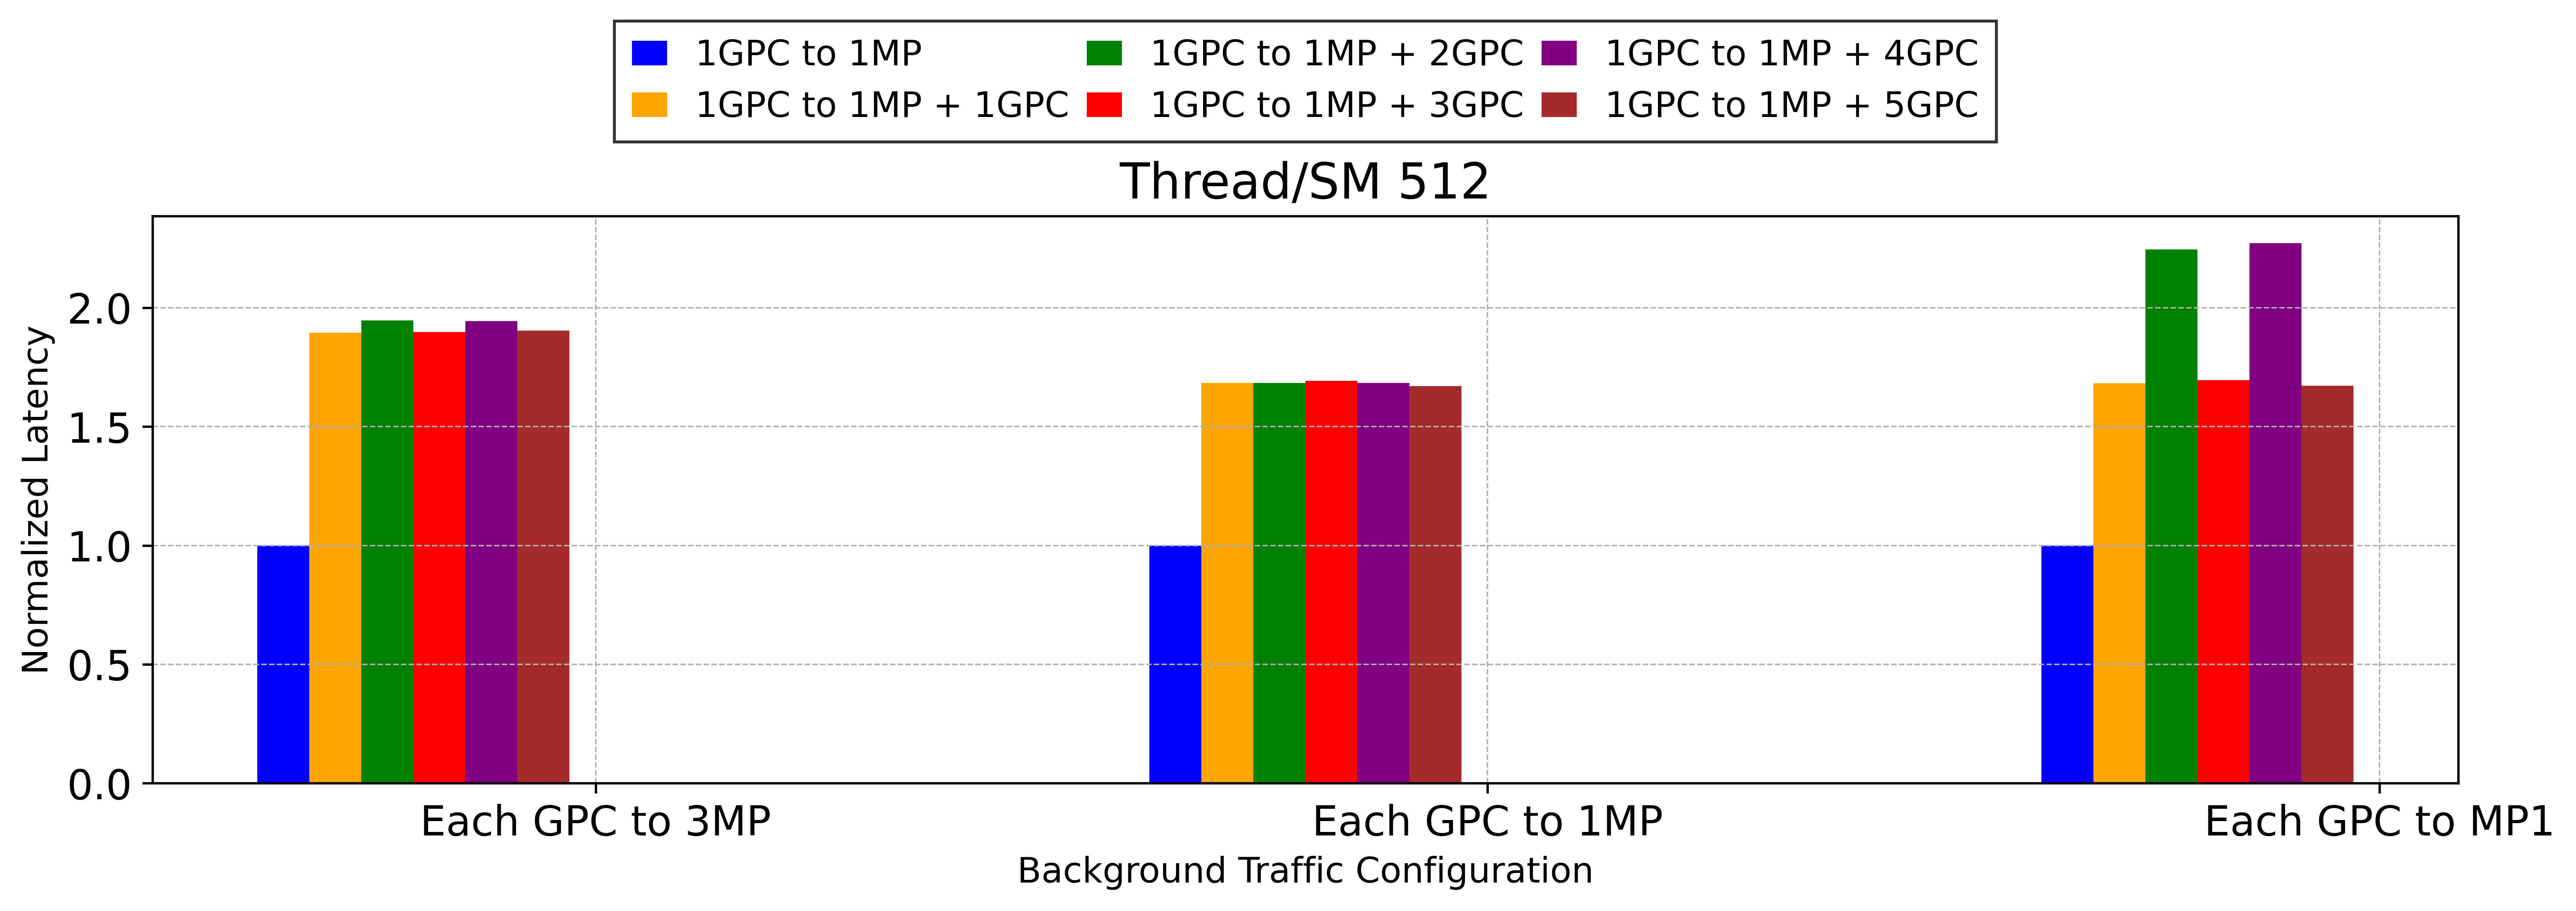 1GPC to 1MP
1GPC to 1MP + 1GPC
1GPC to 1MP + 2GPC
1GPC to 1MP + 3GPC
1GPC to 1MP + 4GPC
1GPC to 1MP + 5GPC
Thread/SM 512
Normalized Latency
2.0
1.5
1.0
0.5
0.0
Each GPC to 3MP
Each GPC to 1MP
Each GPC to MP1
Background Traffic Configuration